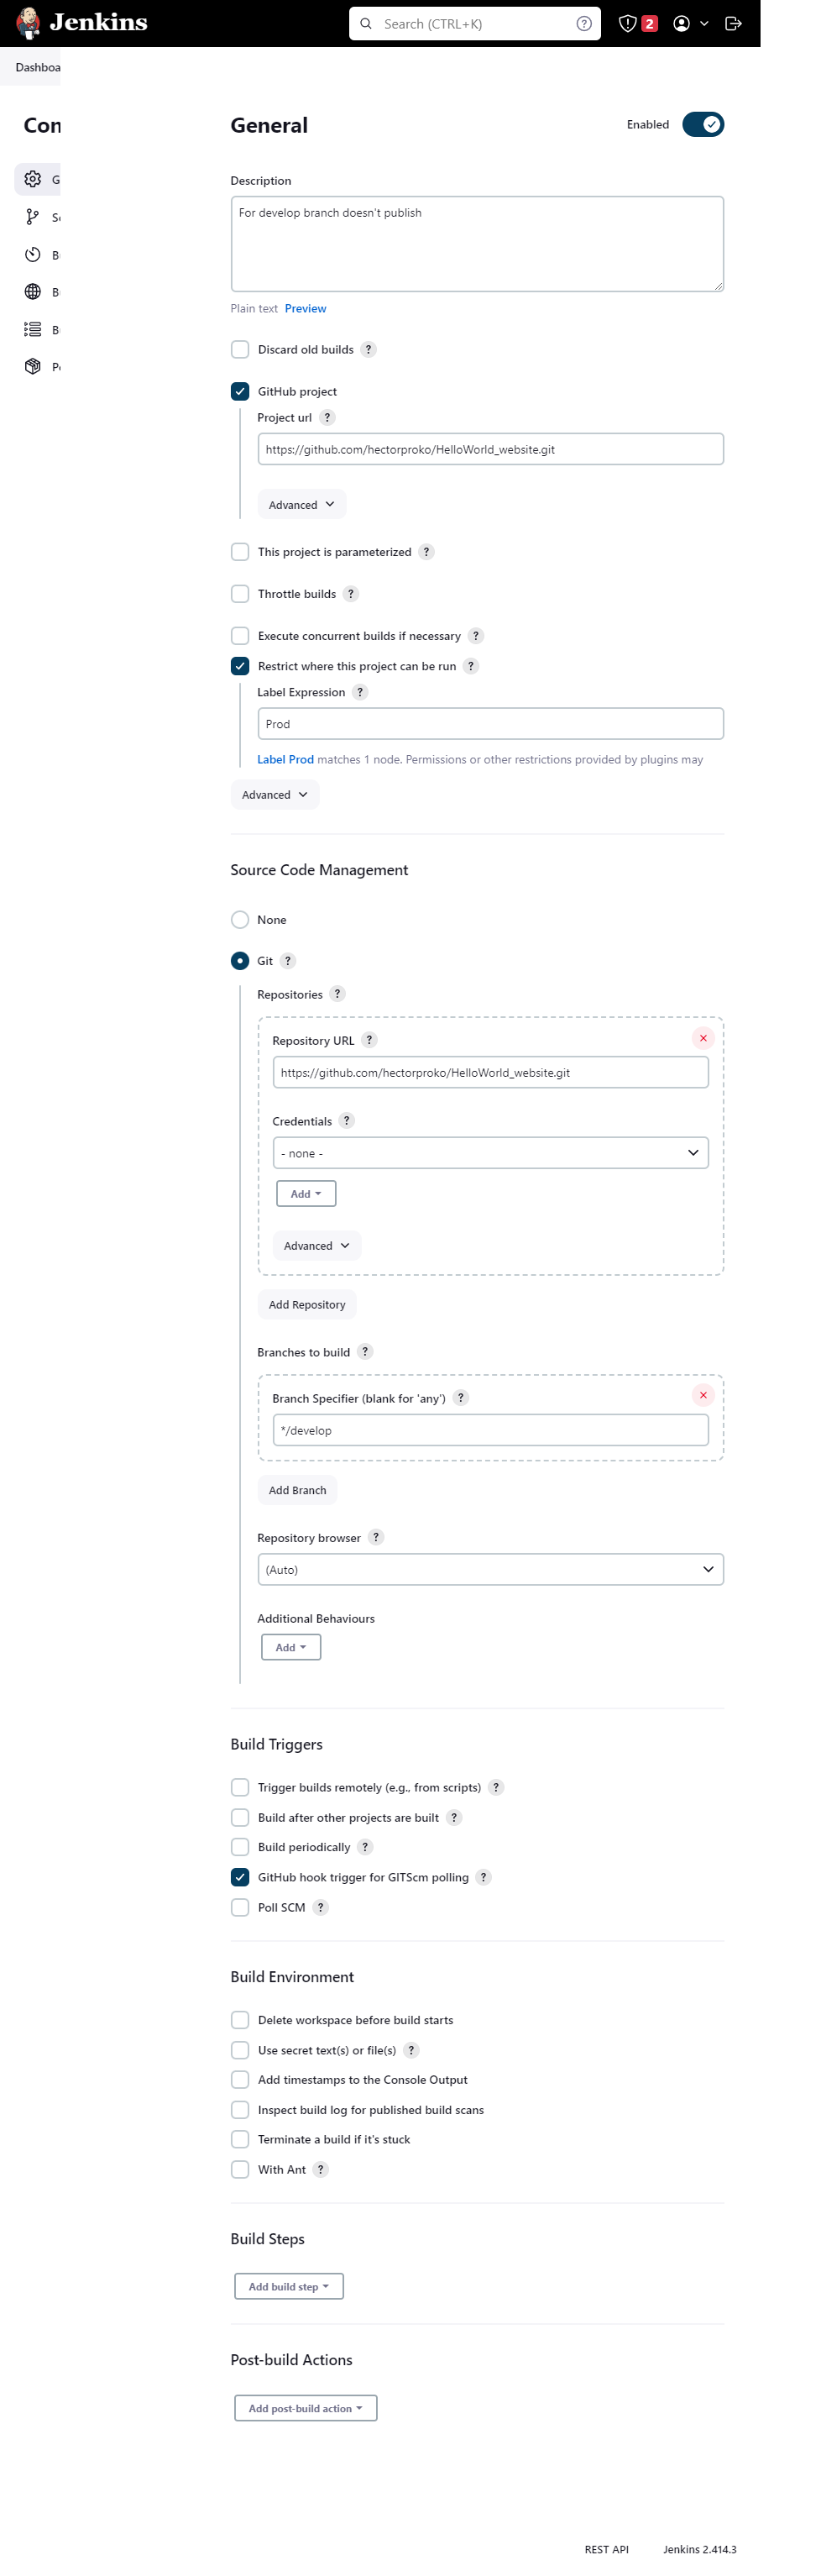 Jenkins
Search (CTRL+K)
2
Dashboa
Con
G
B
B
B
General
Enabled
Description
For develop branch doesn't publish
Plain text Preview
Discard old builds ?
GitHub project
Project url ?
https://github.com/hectorproko/HelloWorld_website.git
Advanced
This project is parameterized ?
Throttle builds ?
Execute concurrent builds if necessary ?
Restrict where this project can be run ?
Label Expression ?
Prod
Label Prod matches 1 node. Permissions or other restrictions provided by plugins may
Advanced
Source Code Management
None
Git ?
Repositories ?
Repository URL ?
https://github.com/hectorproko/HelloWorld_website.git
Credentials ?
- none -
Add
Advanced
Add Repository
Branches to build ?
Branch Specifier (blank for 'any') ?
*/develop
Add Branch
Repository browser ?
(Auto)
Additional Behaviours
Add
Build Triggers
Trigger builds remotely (e.g., from scripts) ?
Build after other projects are built ?
Build periodically ?
GitHub hook trigger for GITScm polling ?
Poll SCM ?
Build Environment
Delete workspace before build starts
Use secret text(s) or file(s) ?
Add timestamps to the Console Output
Inspect build log for published build scans
Terminate a build if it's stuck
With Ant ?
Build Steps
Add build step
Post-build Actions
Add post-build action
REST API
Jenkins 2.414.3